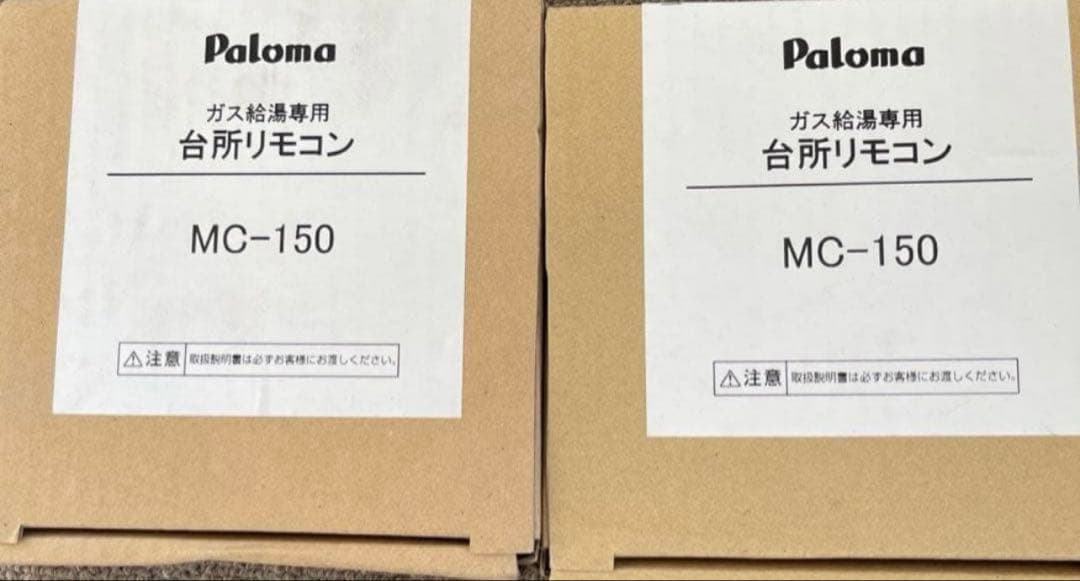 Paloma
ガス給湯専用
台所リモコン
MC-150
⚠注意 取扱説明書は必ずお客様にお渡しください。
Paloma
ガス給湯専用
台所リモコン
MC-150
⚠注意 取扱説明書は必ずお客様にお渡しください。